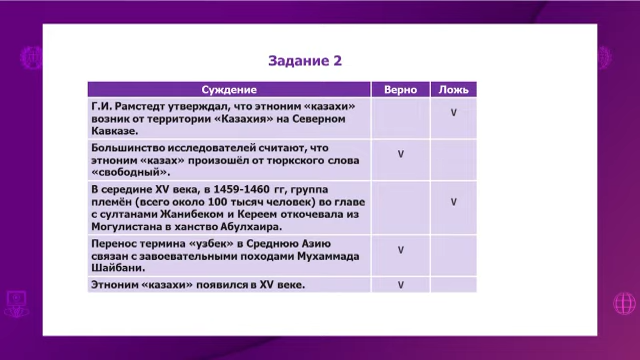 Задание 2
Суждение Верно Ложь
Г.И. Рамстедт утверждал, что этноним «казахи»
возник от территории «Казахия» на Северном
Кавказе.
V
Большинство исследователей считают, что
этноним «казах» произошёл от тюркского слова
«свободный».
V
В середине XV века, в 1459-1460 гг, группа
племён (всего около 100 тысяч человек) во главе
с султанами Жанибеком и Кереем откочевала из
Могулистана в ханство Абулхаира.
V
Перенос термина «узбек» в Среднюю Азию
связан с завоевательными походами Мухаммада
Шайбани.
V
Этноним «казахи» появился в XV веке.
V